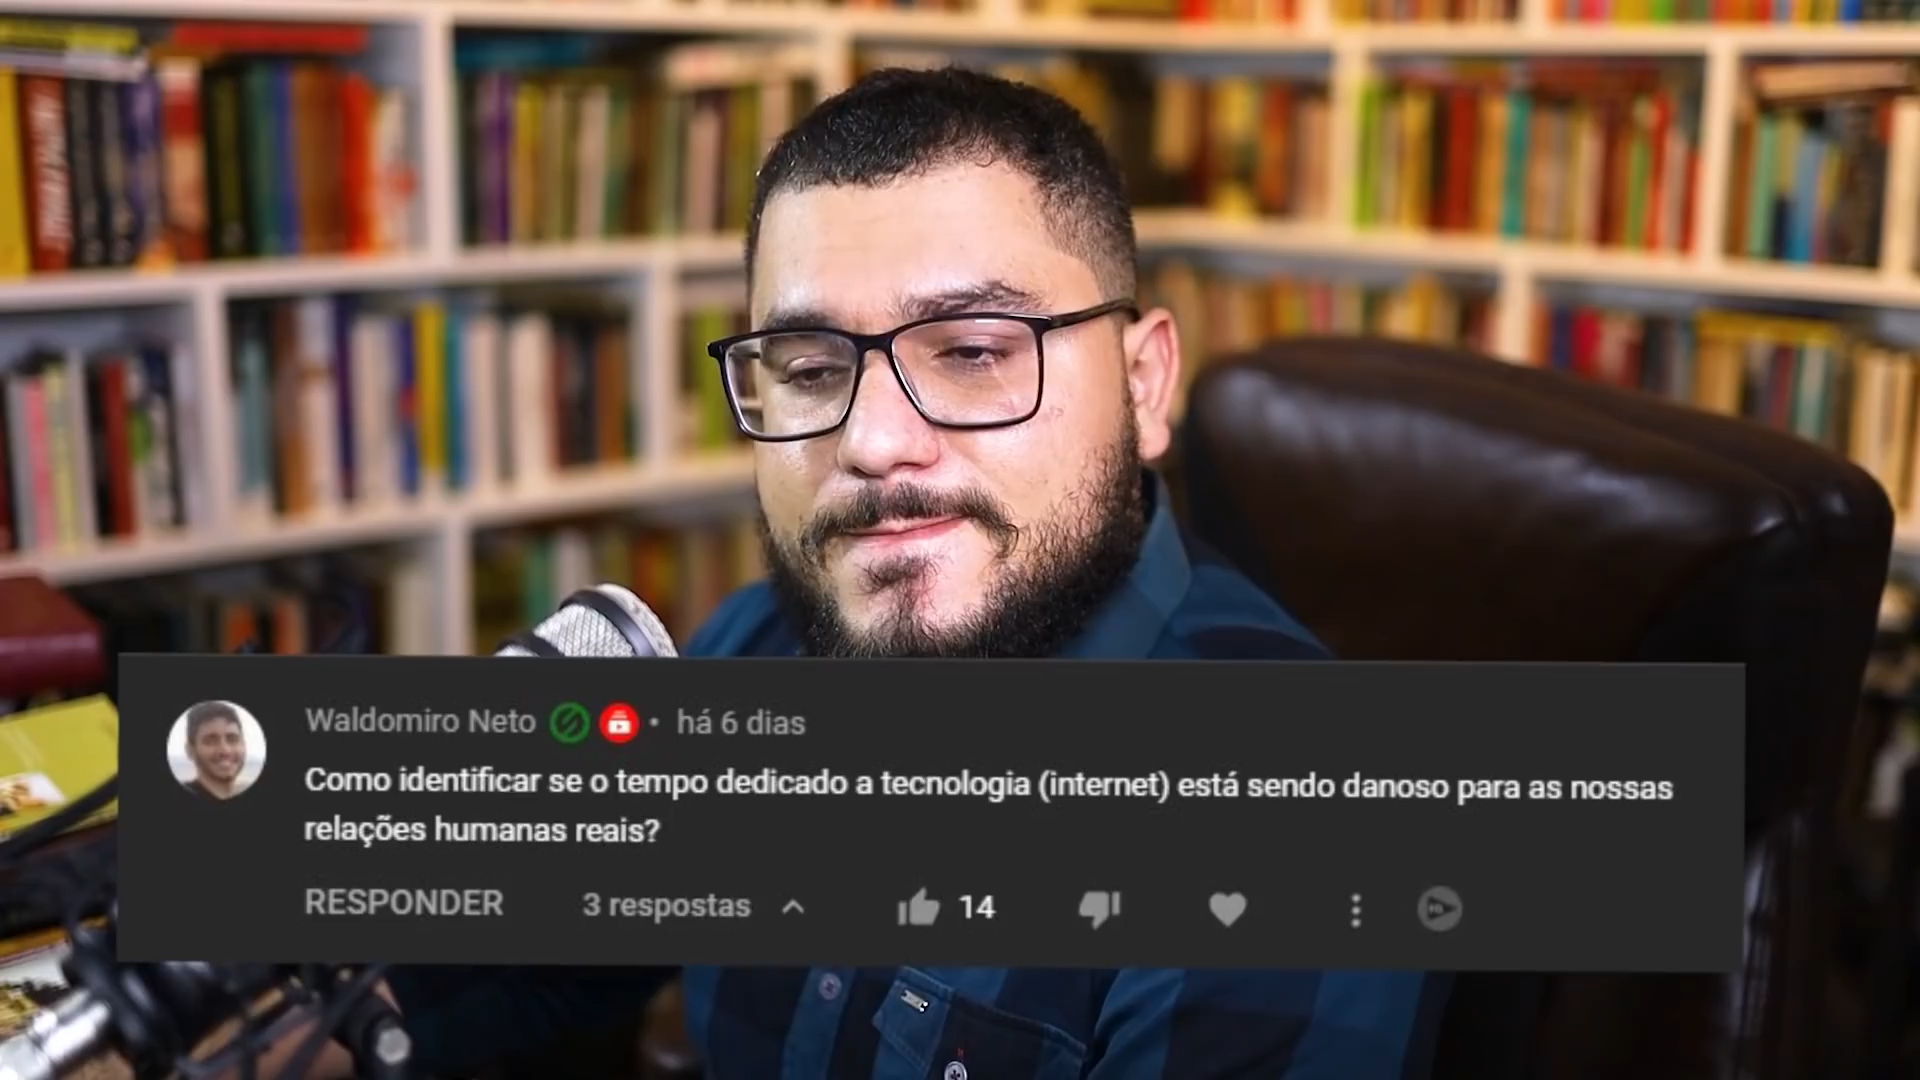 Waldomiro Neto • há 6 dias
Como identificar se o tempo dedicado a tecnologia (internet) está sendo danoso para as nossas
relações humanas reais?
RESPONDER 3 respostas 14